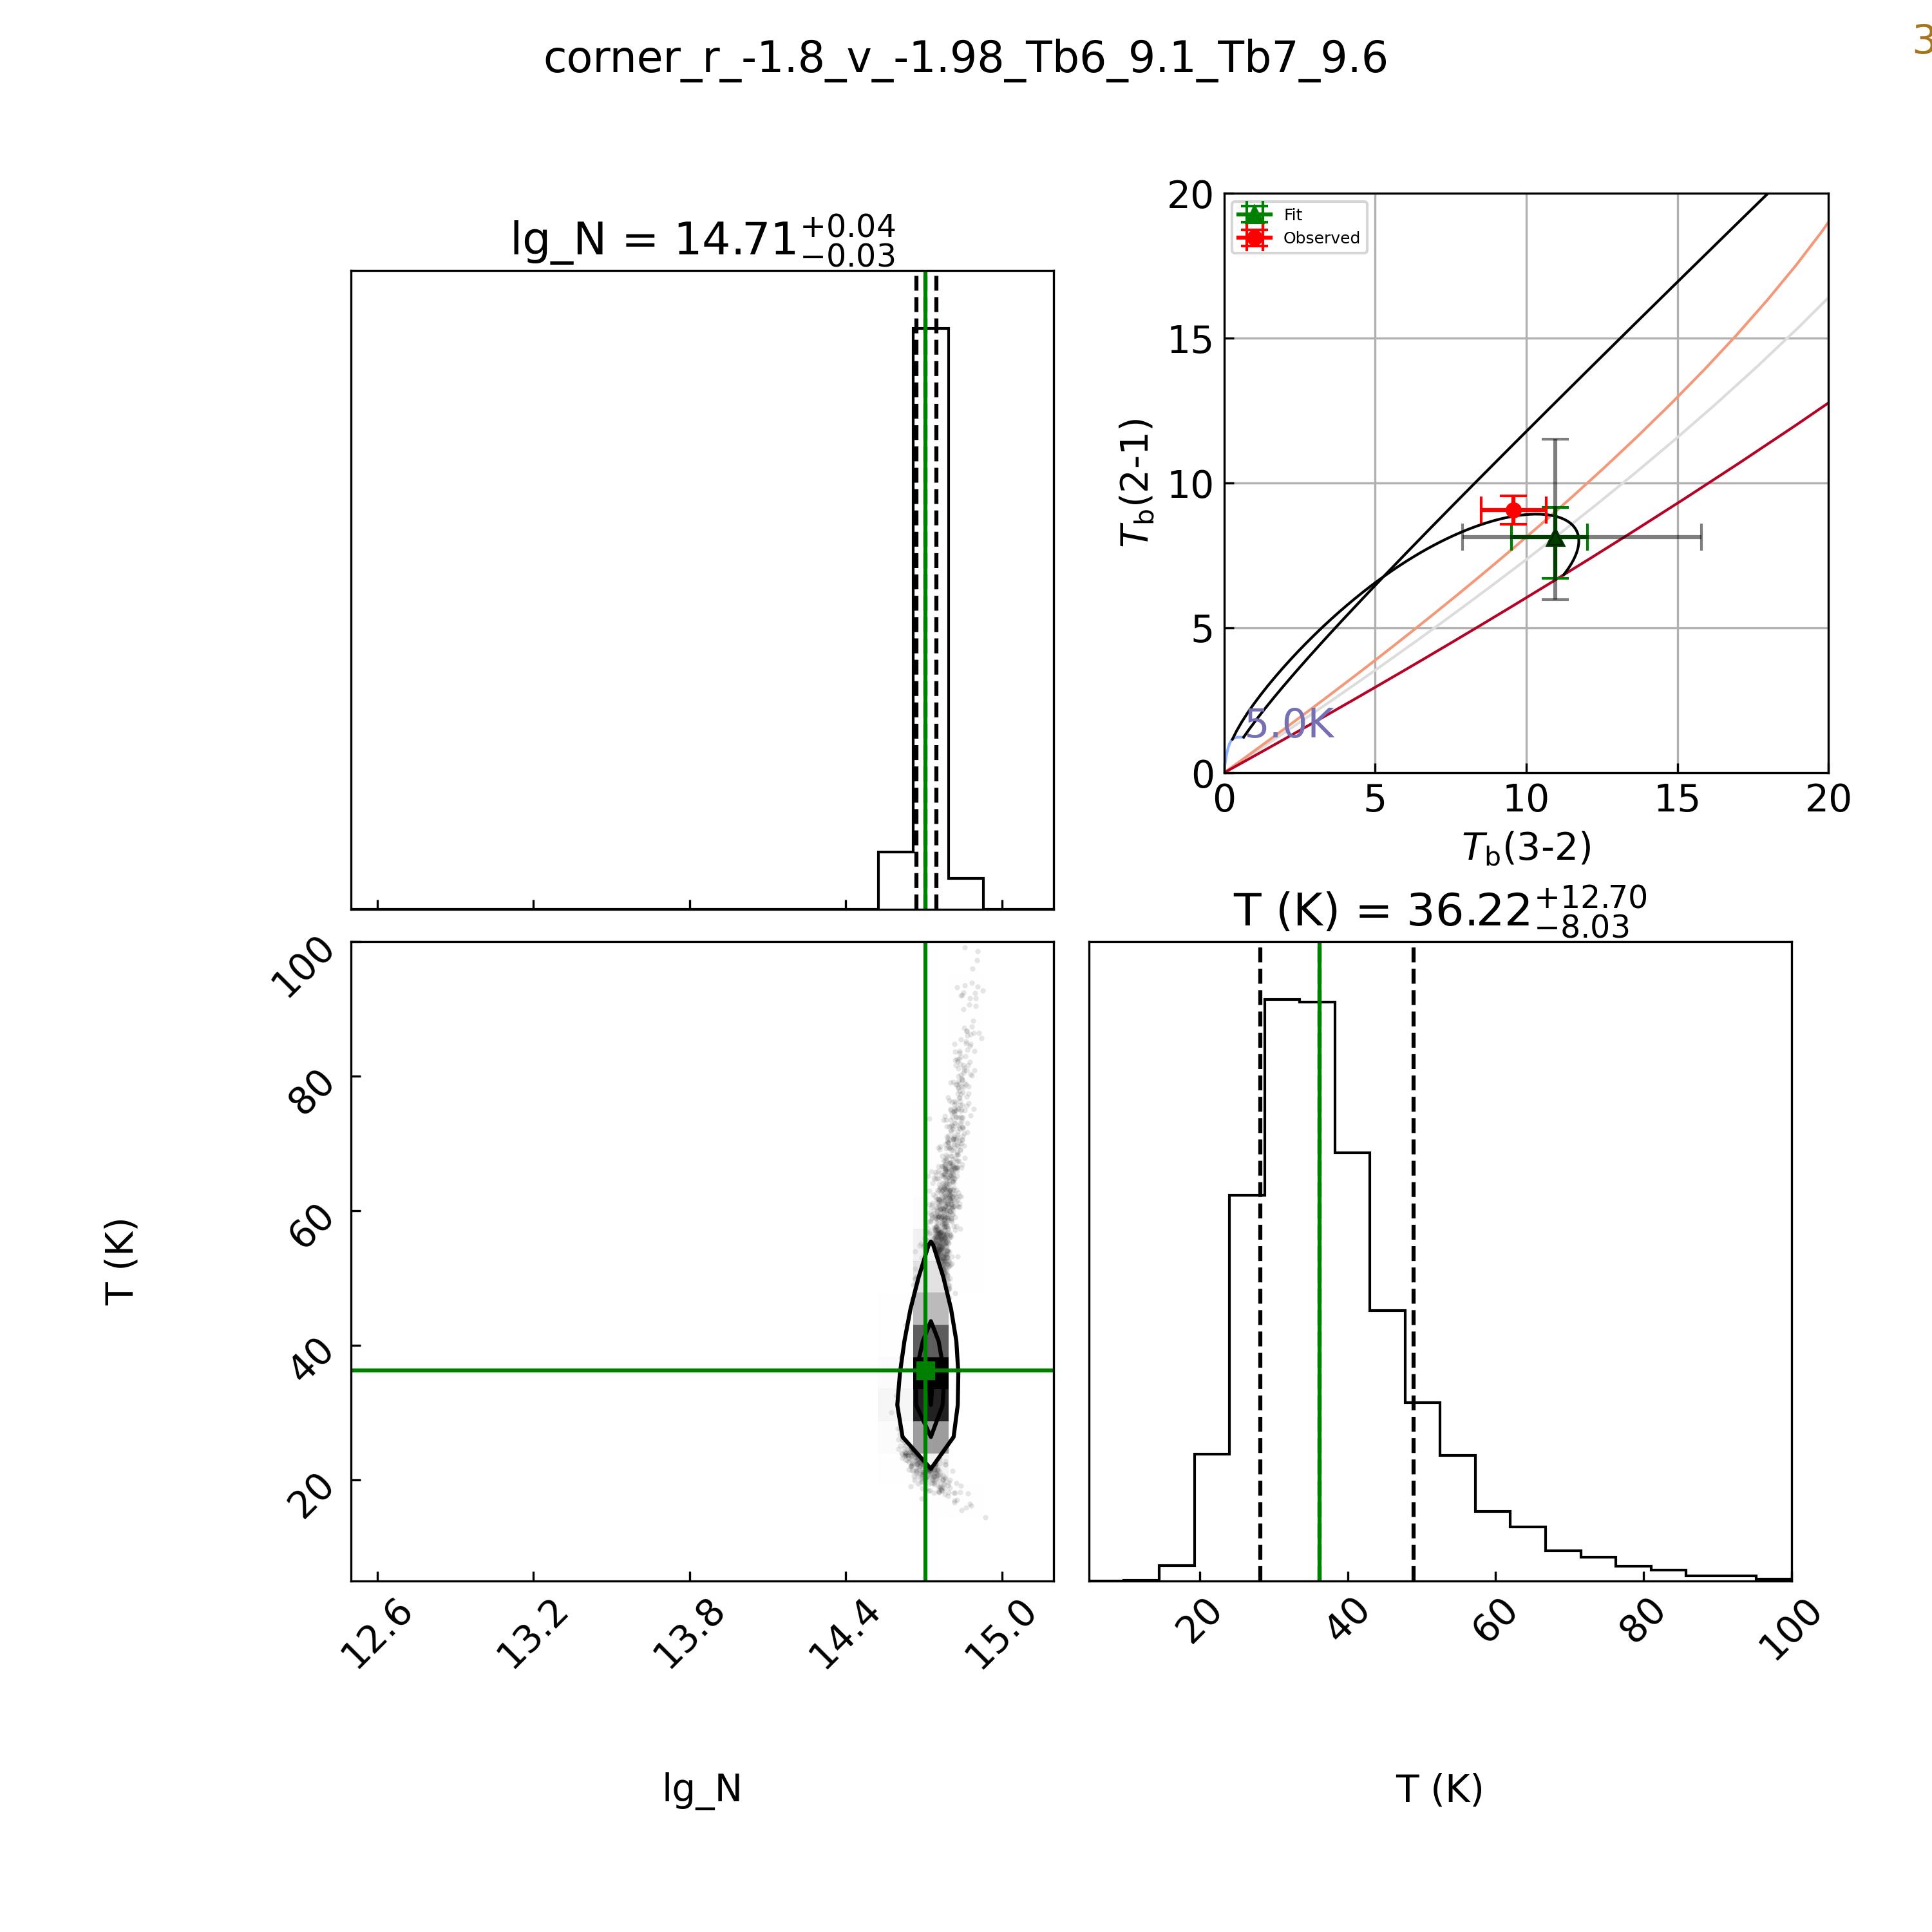 corner_r_-1.8_v_-1.98_Tb6_9.1_Tb7_9.6
3
lg_N = 14.71 +0.04 −0.03
20
15
10
5
0
T_b(2-1)
Fit
Observed
5.0K
0 5 10 15 20
T_b(3-2)
T (K) = 36.22 +12.70 −8.03
T (K)
100
80
60
40
20
12.6 13.2 13.8 14.4 15.0
lg_N
20 40 60 80 100
T (K)